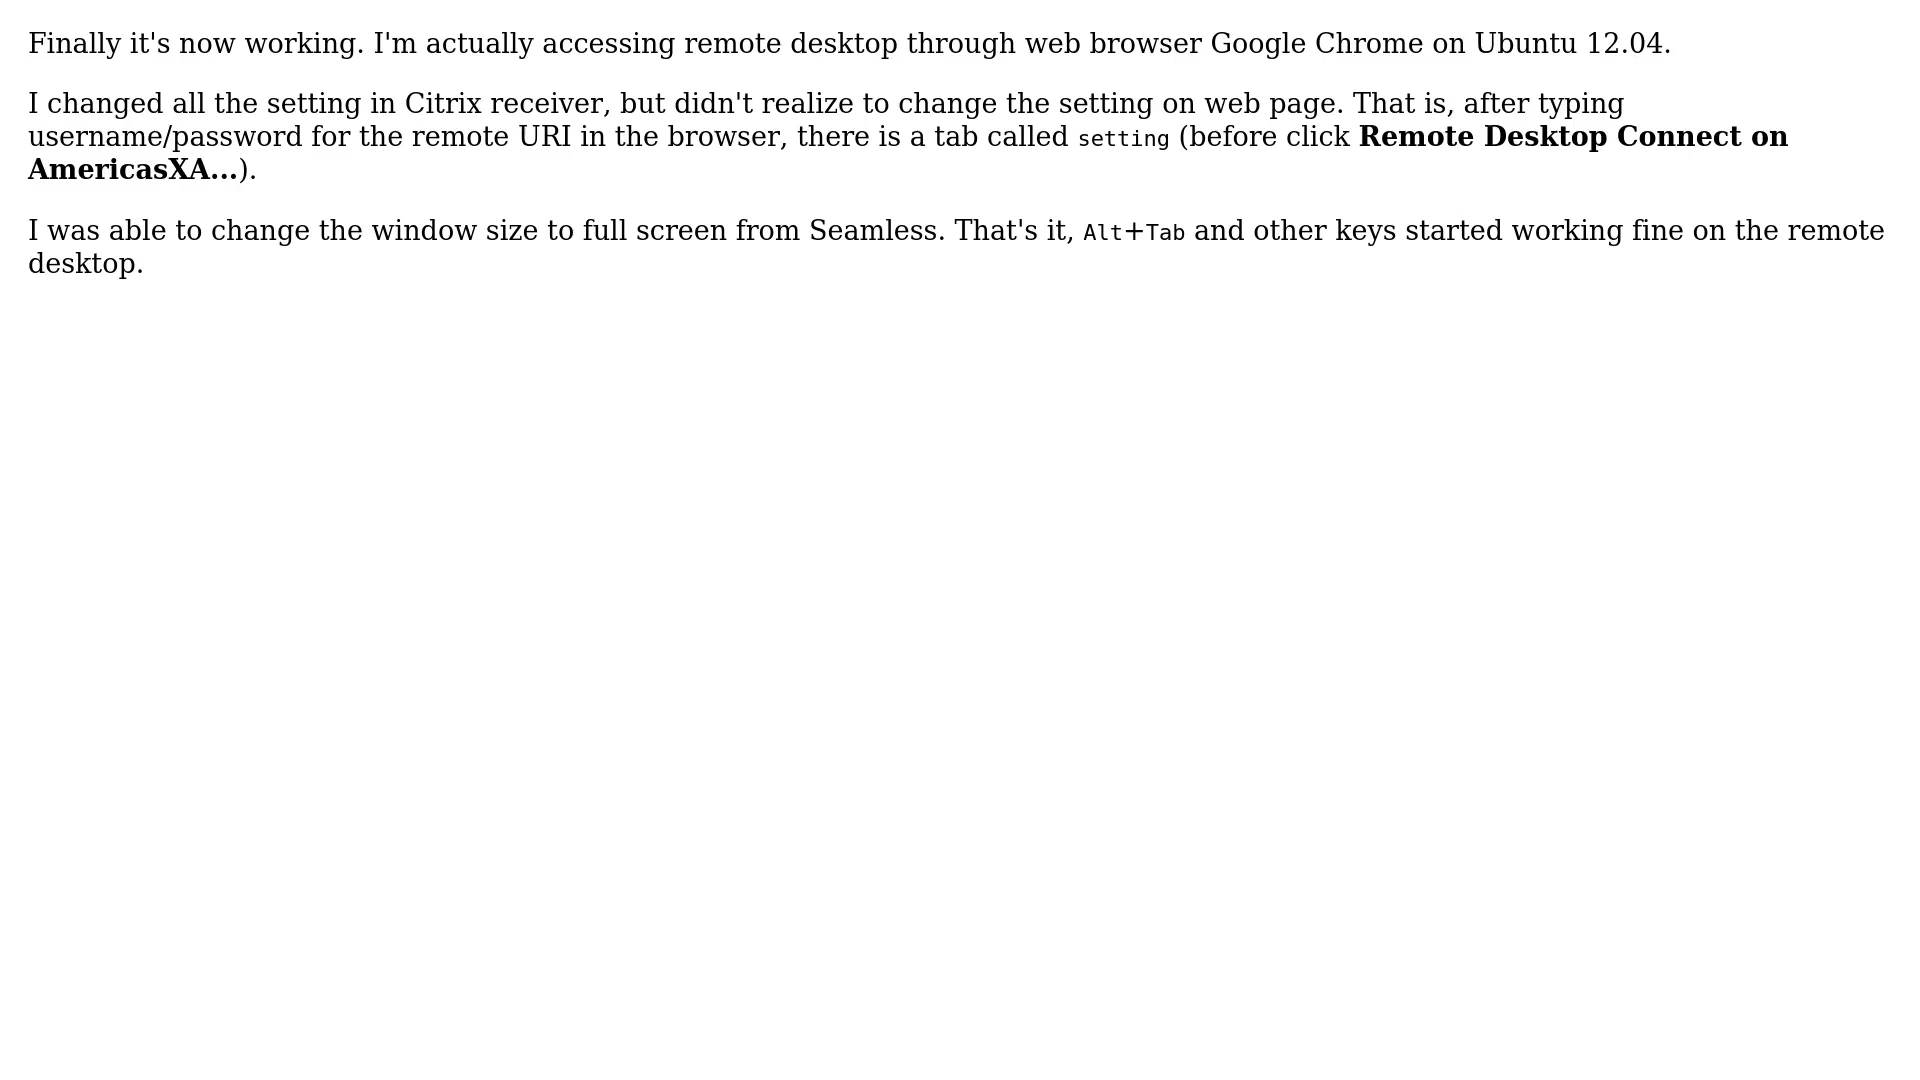 Finally it's now working. I'm actually accessing remote desktop through web browser Google Chrome on Ubuntu 12.04.
I changed all the setting in Citrix receiver, but didn't realize to change the setting on web page. That is, after typing
username/password for the remote URI in the browser, there is a tab called setting (before click Remote Desktop Connect on
AmericasXA...).
I was able to change the window size to full screen from Seamless. That's it, Alt+Tab and other keys started working fine on the remote
desktop.